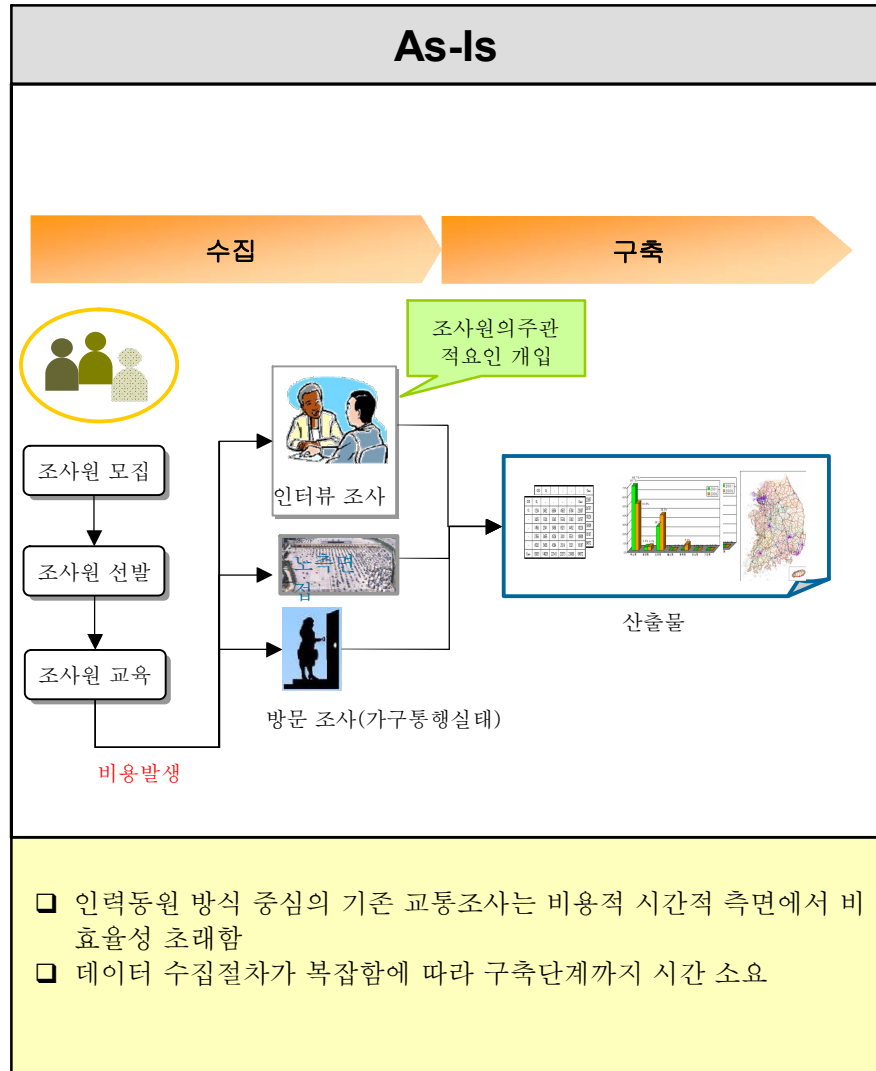 As-Is
수집
구축
조사원의주관
적요인 개입
조사원 모집
인터뷰 조사
조사원 선발
노측면
접
산출물
조사원 교육
방문 조사(가구통행실태)
비용발생
❑ 인력동원 방식 중심의 기존 교통조사는 비용적 시간적 측면에서 비
효율성 초래함
❑ 데이터 수집절차가 복잡함에 따라 구축단계까지 시간 소요